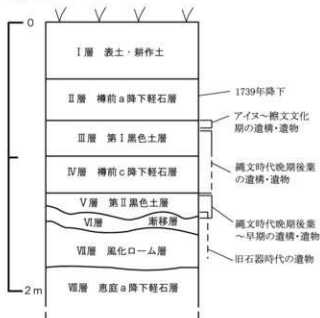 0
I層 表土・耕作土
II層 樽前a降下軽石層
1739年降下
アイヌ～擦文文化
期の遺構・遺物
III層 第I黒色土層
IV層 樽前c降下軽石層
縄文時代晩期後葉
の遺構・遺物
V層 第II黒色土層
VI層 漸移層
縄文時代晩期後葉
～早期の遺構・遺物
VII層 風化ローム層
旧石器時代の遺物
2m
VIII層 恵庭a降下軽石層